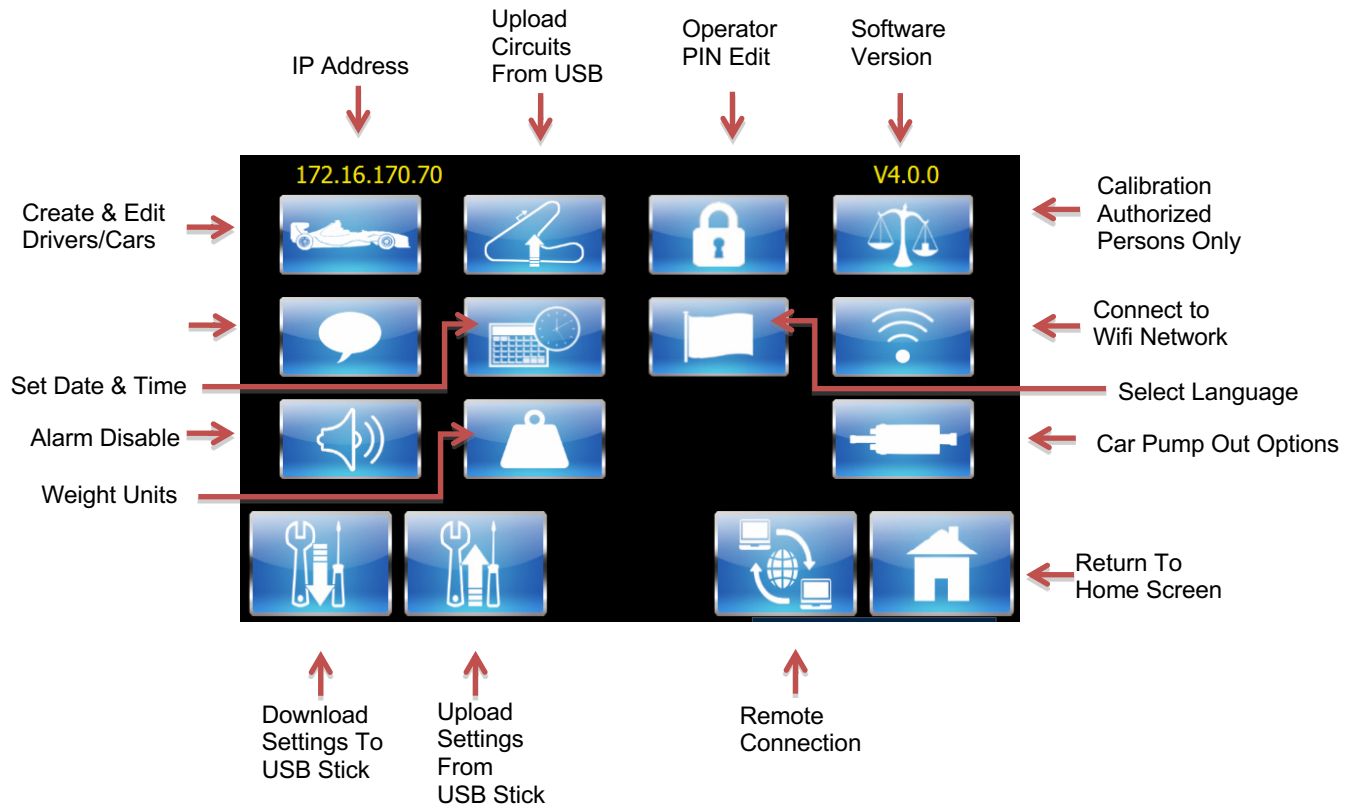 Upload
Circuits
From USB
Operator
PIN Edit
Software
Version
IP Address
172.16.170.70
V4.0.0
Create & Edit
Drivers/Cars
Calibration
Authorized
Persons Only
Connect to
Wifi Network
Set Date & Time
Select Language
Alarm Disable
Car Pump Out Options
Weight Units
Return To
Home Screen
Download
Settings To
USB Stick
Upload
Settings
From
USB Stick
Remote
Connection